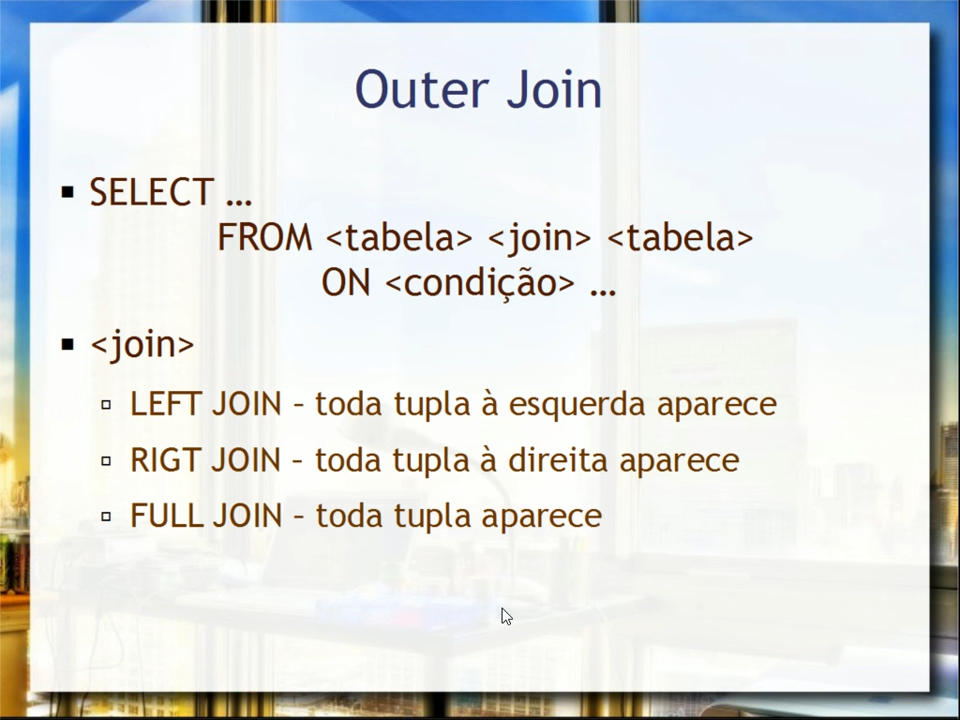 Outer Join
SELECT …
FROM <tabela> <join> <tabela>
ON <condição> …
<join>
LEFT JOIN – toda tupla à esquerda aparece
RIGT JOIN – toda tupla à direita aparece
FULL JOIN – toda tupla aparece